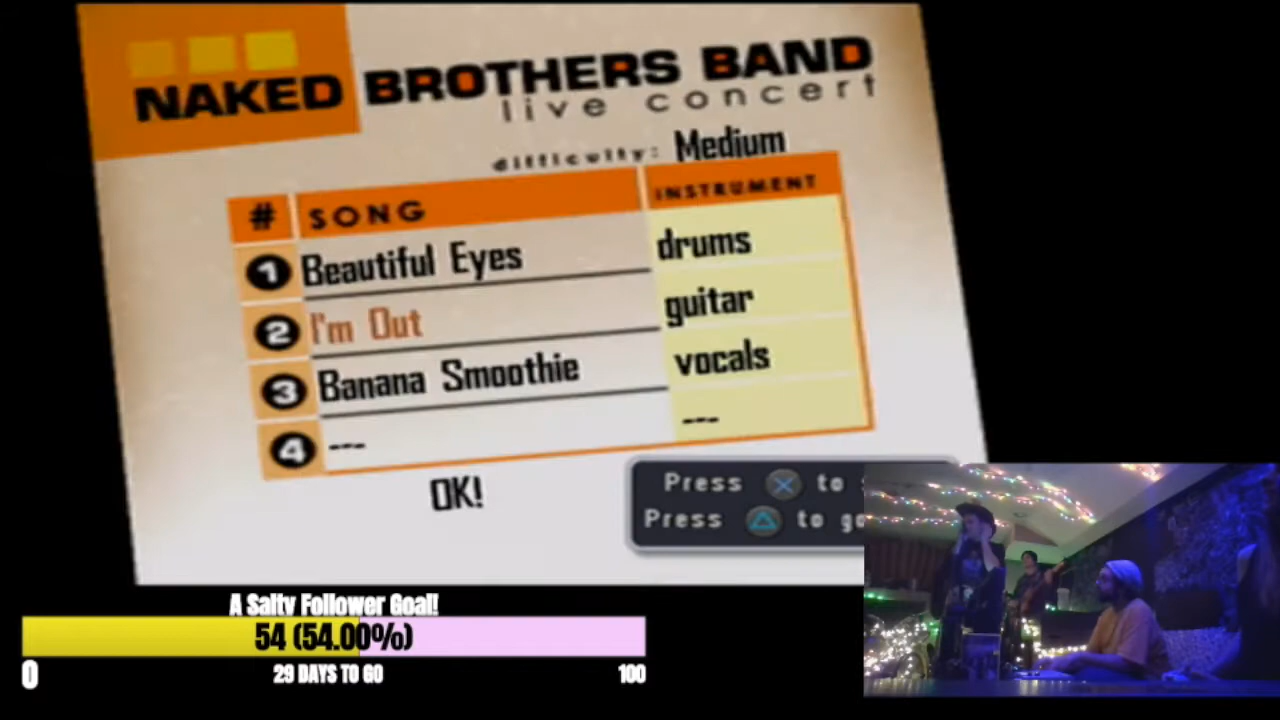 NAKED BROTHERS BAND
live concert
difficulty: Medium
# SONG INSTRUMENT
1 Beautiful Eyes drums
2 I'm Out guitar
3 Banana Smoothie vocals
4 --- ---
OK!
Press X to
Press △ to go
A Salty Follower Goal!
54 (54.00%)
0 29 DAYS TO GO 100